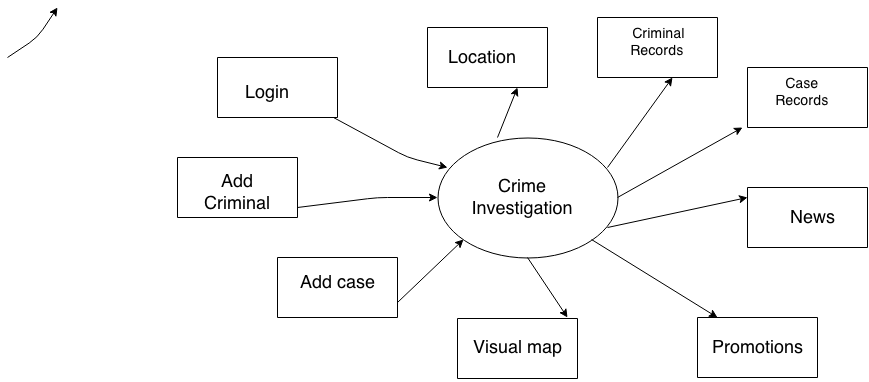 Criminal
Records
Location
Case
Records
Login
Add
Criminal
Crime
Investigation
News
Add case
Visual map
Promotions